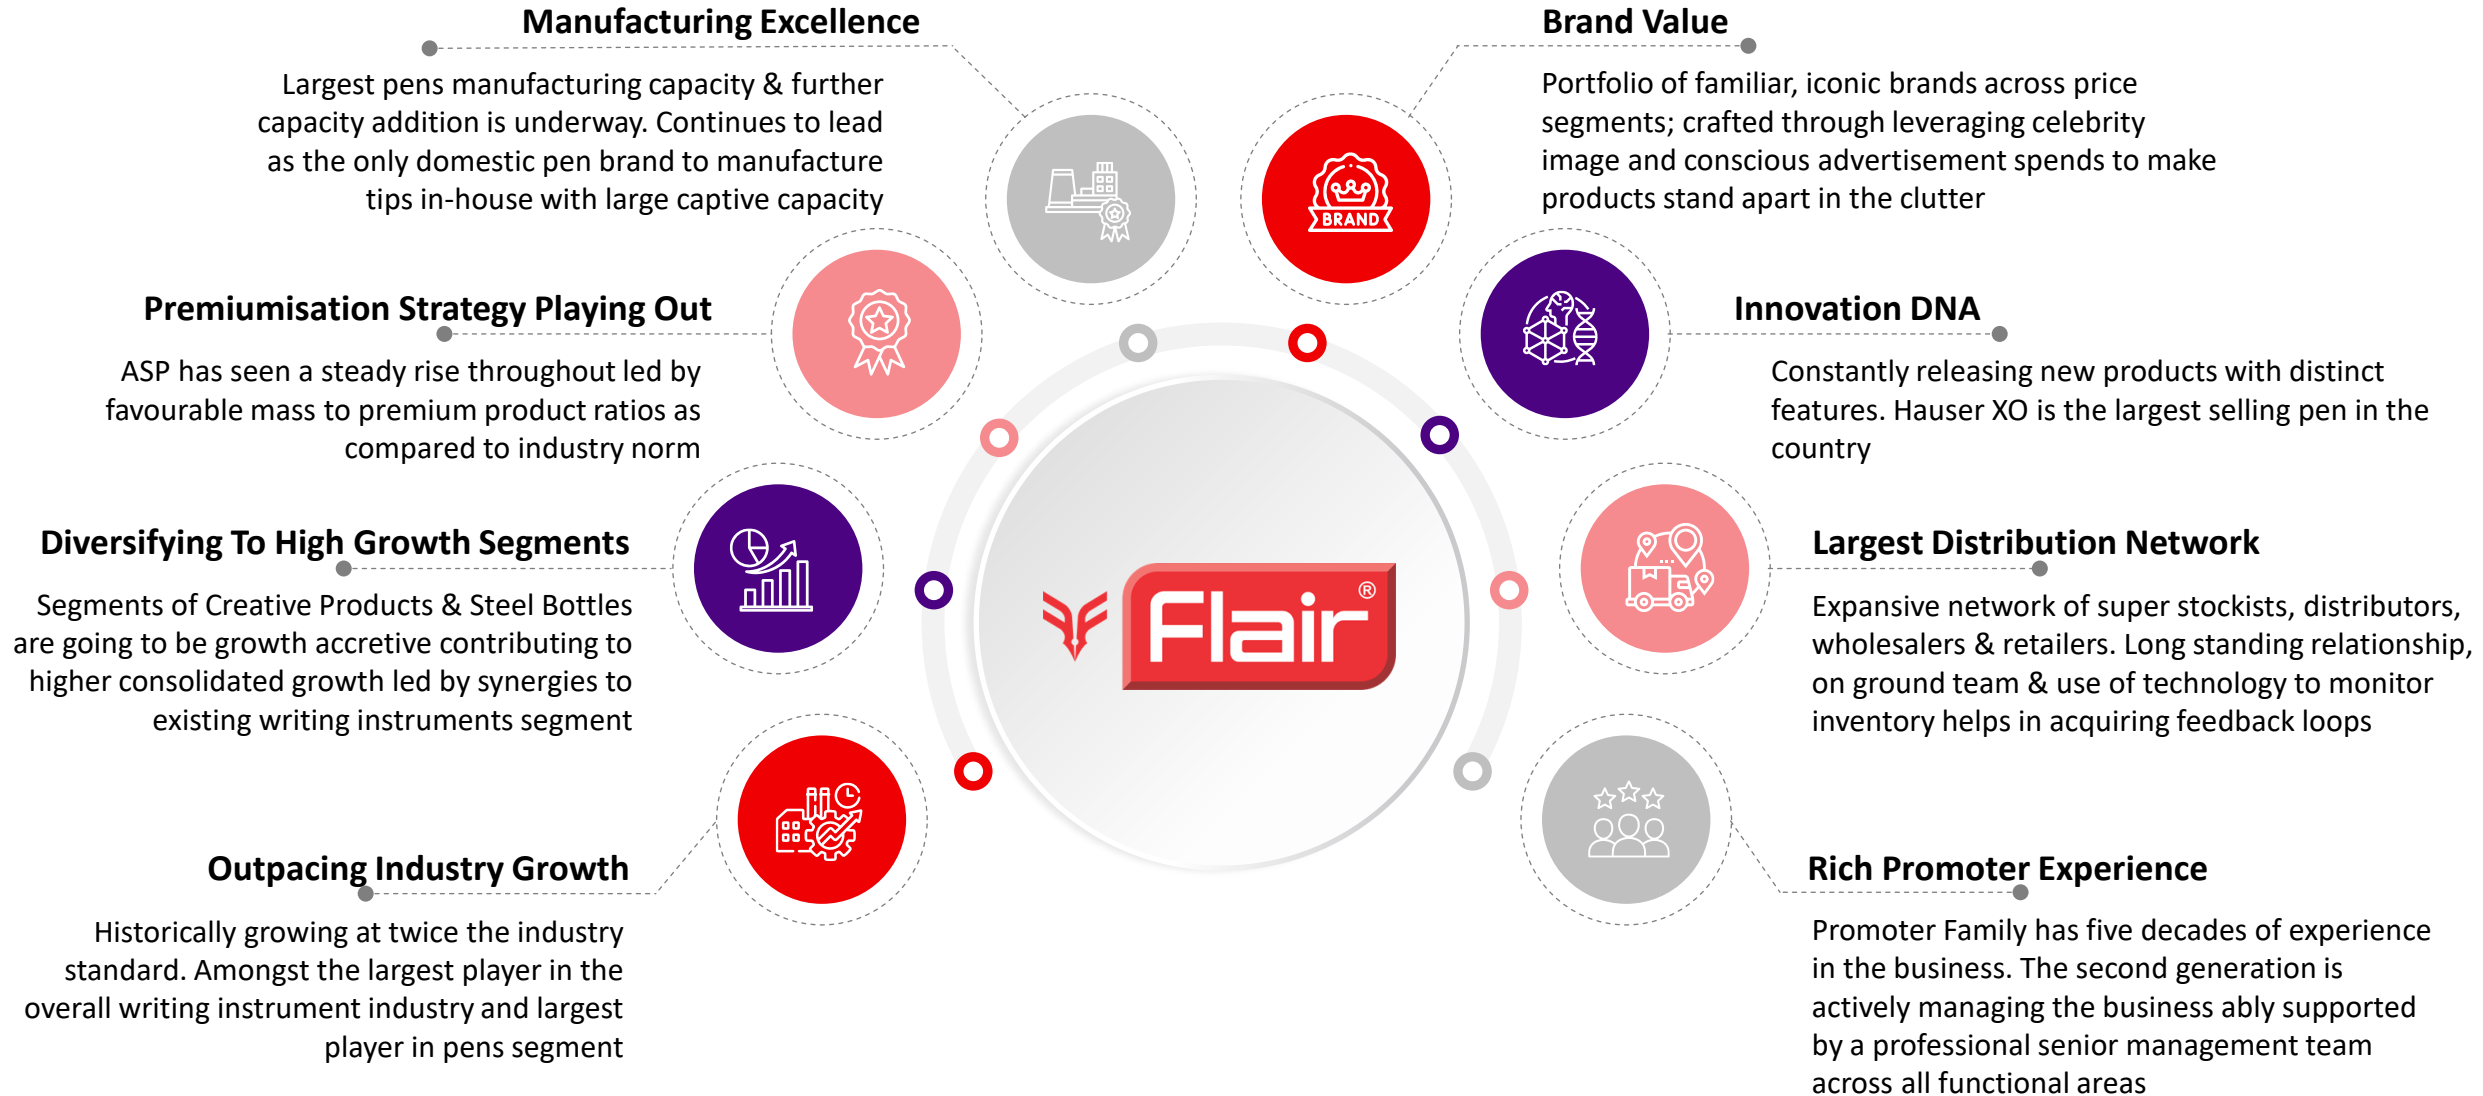 Manufacturing Excellence
Largest pens manufacturing capacity & further
capacity addition is underway. Continues to lead
as the only domestic pen brand to manufacture
tips in-house with large captive capacity
Premiumisation Strategy Playing Out
ASP has seen a steady rise throughout led by
favourable mass to premium product ratios as
compared to industry norm
Diversifying To High Growth Segments
Segments of Creative Products & Steel Bottles
are going to be growth accretive contributing to
higher consolidated growth led by synergies to
existing writing instruments segment
Outpacing Industry Growth
Historically growing at twice the industry
standard. Amongst the largest player in the
overall writing instrument industry and largest
player in pens segment
BRAND
Flair®
Brand Value
Portfolio of familiar, iconic brands across price
segments; crafted through leveraging celebrity
image and conscious advertisement spends to make
products stand apart in the clutter
Innovation DNA
Constantly releasing new products with distinct
features. Hauser XO is the largest selling pen in the
country
Largest Distribution Network
Expansive network of super stockists, distributors,
wholesalers & retailers. Long standing relationship,
on ground team & use of technology to monitor
inventory helps in acquiring feedback loops
Rich Promoter Experience
Promoter Family has five decades of experience
in the business. The second generation is
actively managing the business ably supported
by a professional senior management team
across all functional areas